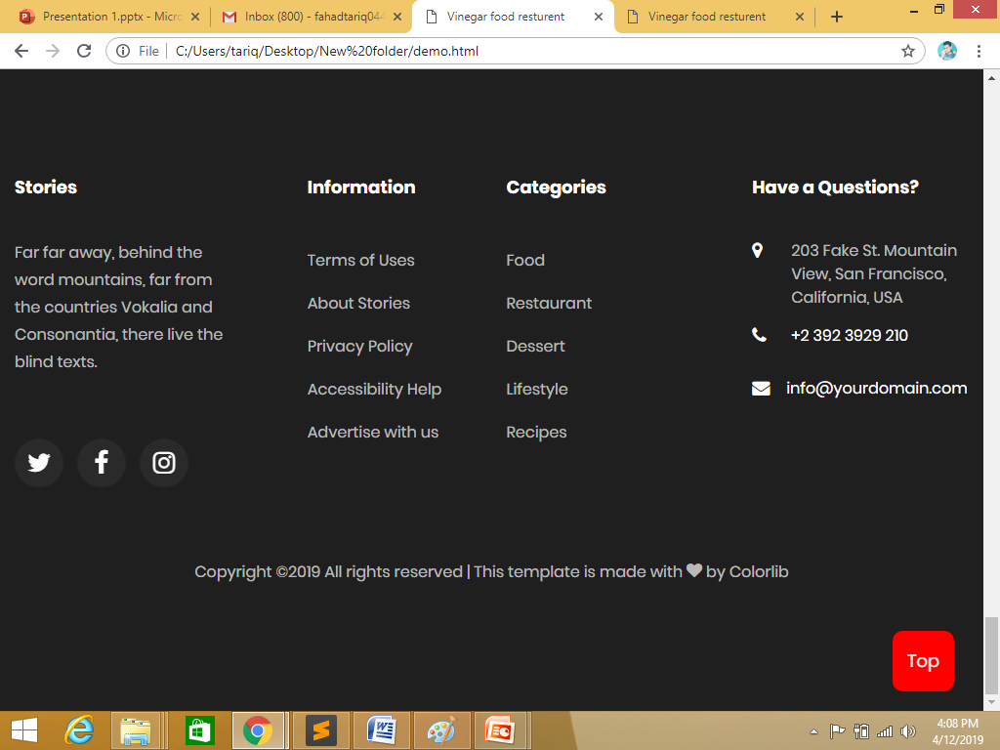 Presentation 1.pptx - Micro
Inbox (800) - fahadtariq044
Vinegar food resturent
Vinegar food resturent
File
C:/Users/tariq/Desktop/New%20folder/demo.html
Stories
Information
Categories
Have a Questions?
Far far away, behind the
word mountains, far from
the countries Vokalia and
Consonantia, there live the
blind texts.
Terms of Uses
About Stories
Privacy Policy
Accessibility Help
Advertise with us
Food
Restaurant
Dessert
Lifestyle
Recipes
203 Fake St. Mountain
View, San Francisco,
California, USA
+2 392 3929 210
info@yourdomain.com
Copyright ©2019 All rights reserved | This template is made with ❤ by Colorlib
Top
4:08 PM
4/12/2019